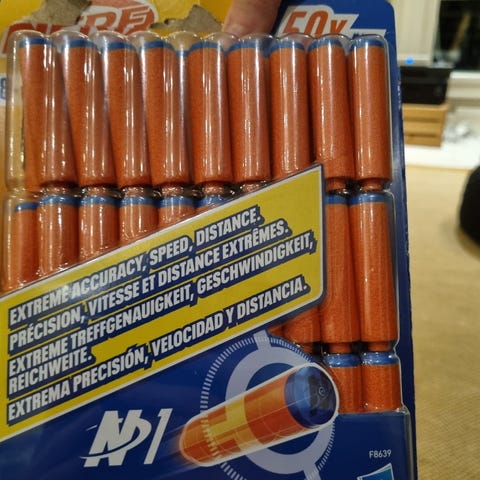 NERF
50x
EXTREME ACCURACY, SPEED, DISTANCE.
PRÉCISION, VITESSE ET DISTANCE EXTRÊMES.
EXTREME TREFFGENAUIGKEIT, GESCHWINDIGKEIT,
REICHWEITE.
EXTREMA PRECISIÓN, VELOCIDAD Y DISTANCIA.
N1
F8639